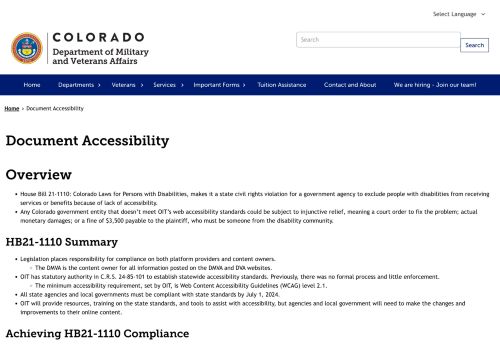 Select Language
COLORADO
Department of Military
and Veterans Affairs
Search
Search
Home Departments Veterans Services Important Forms Tuition Assistance Contact and About We are hiring - Join our team!
Home > Document Accessibility
Document Accessibility
Overview
• House Bill 21-1110: Colorado Laws for Persons with Disabilities, makes it a state civil rights violation for a government agency to exclude people with disabilities from receiving
services or benefits because of lack of accessibility.
• Any Colorado government entity that doesn't meet OIT's web accessibility standards could be subject to injunctive relief, meaning a court order to fix the problem; actual
monetary damages; or a fine of $3,500 payable to the plaintiff, who must be someone from the disability community.
HB21-1110 Summary
• Legislation places responsibility for compliance on both platform providers and content owners.
◦ The DMVA is the content owner for all information posted on the DMVA and DVA websites.
• OIT has statutory authority in C.R.S. 24-85-101 to establish statewide accessibility standards. Previously, there was no formal process and little enforcement.
◦ The minimum accessibility requirement, set by OIT, is Web Content Accessibility Guidelines (WCAG) level 2.1.
• All state agencies and local governments must be compliant with state standards by July 1, 2024.
• OIT will provide resources, training on the state standards, and tools to assist with accessibility, but agencies and local government will need to make the changes and
improvements to their online content.
Achieving HB21-1110 Compliance